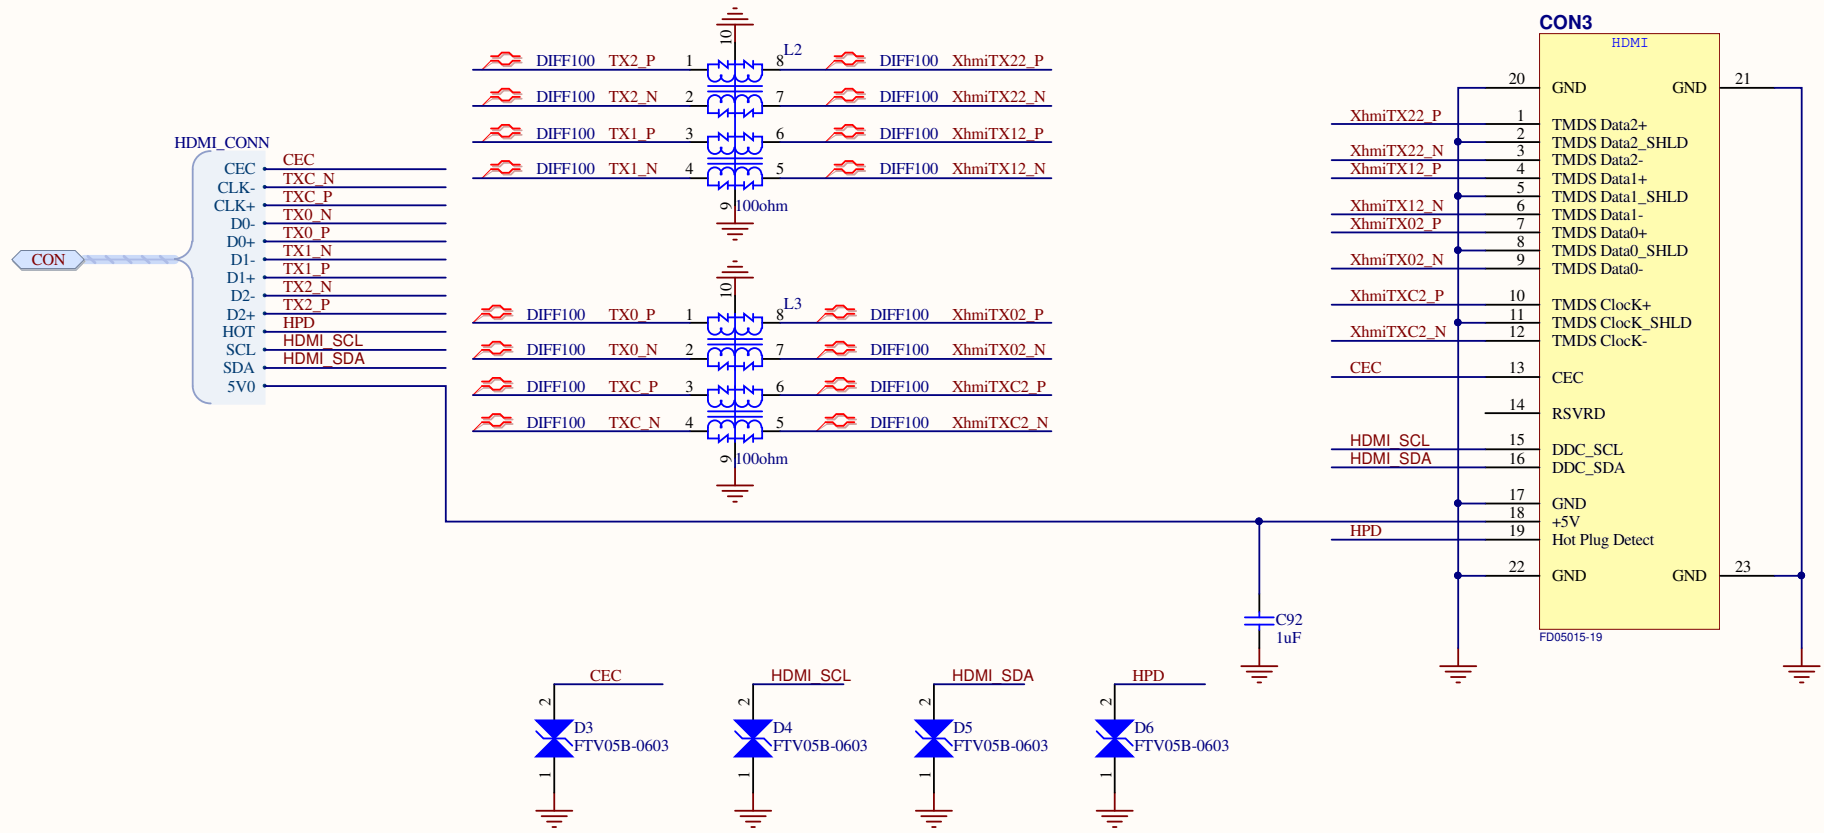 HDMI_CONN
CON
CEC CEC
CLK- TXC_N
CLK+ TXC_P
D0- TX0_N
D0+ TX0_P
D1- TX1_N
D1+ TX1_P
D2- TX2_N
D2+ TX2_P
HOT HPD
SCL HDMI_SCL
SDA HDMI_SDA
5V0
10
L2
DIFF100 TX2_P 1 8 DIFF100 XhmiTX22_P
DIFF100 TX2_N 2 7 DIFF100 XhmiTX22_N
DIFF100 TX1_P 3 6 DIFF100 XhmiTX12_P
DIFF100 TX1_N 4 5 DIFF100 XhmiTX12_N
9 100ohm
10
L3
DIFF100 TX0_P 1 8 DIFF100 XhmiTX02_P
DIFF100 TX0_N 2 7 DIFF100 XhmiTX02_N
DIFF100 TXC_P 3 6 DIFF100 XhmiTXC2_P
DIFF100 TXC_N 4 5 DIFF100 XhmiTXC2_N
9 100ohm
CON3
HDMI
20 GND GND 21
XhmiTX22_P 1 TMDS Data2+
2 TMDS Data2_SHLD
XhmiTX22_N 3 TMDS Data2-
XhmiTX12_P 4 TMDS Data1+
5 TMDS Data1_SHLD
XhmiTX12_N 6 TMDS Data1-
XhmiTX02_P 7 TMDS Data0+
8 TMDS Data0_SHLD
XhmiTX02_N 9 TMDS Data0-
XhmiTXC2_P 10 TMDS ClocK+
11 TMDS ClocK_SHLD
XhmiTXC2_N 12 TMDS ClocK-
CEC 13 CEC
14 RSVRD
HDMI_SCL 15 DDC_SCL
HDMI_SDA 16 DDC_SDA
17 GND
18 +5V
HPD 19 Hot Plug Detect
22 GND GND 23
FD05015-19
C92
1uF
CEC
2
D3
FTV05B-0603
1
HDMI_SCL
2
D4
FTV05B-0603
1
HDMI_SDA
2
D5
FTV05B-0603
1
HPD
2
D6
FTV05B-0603
1